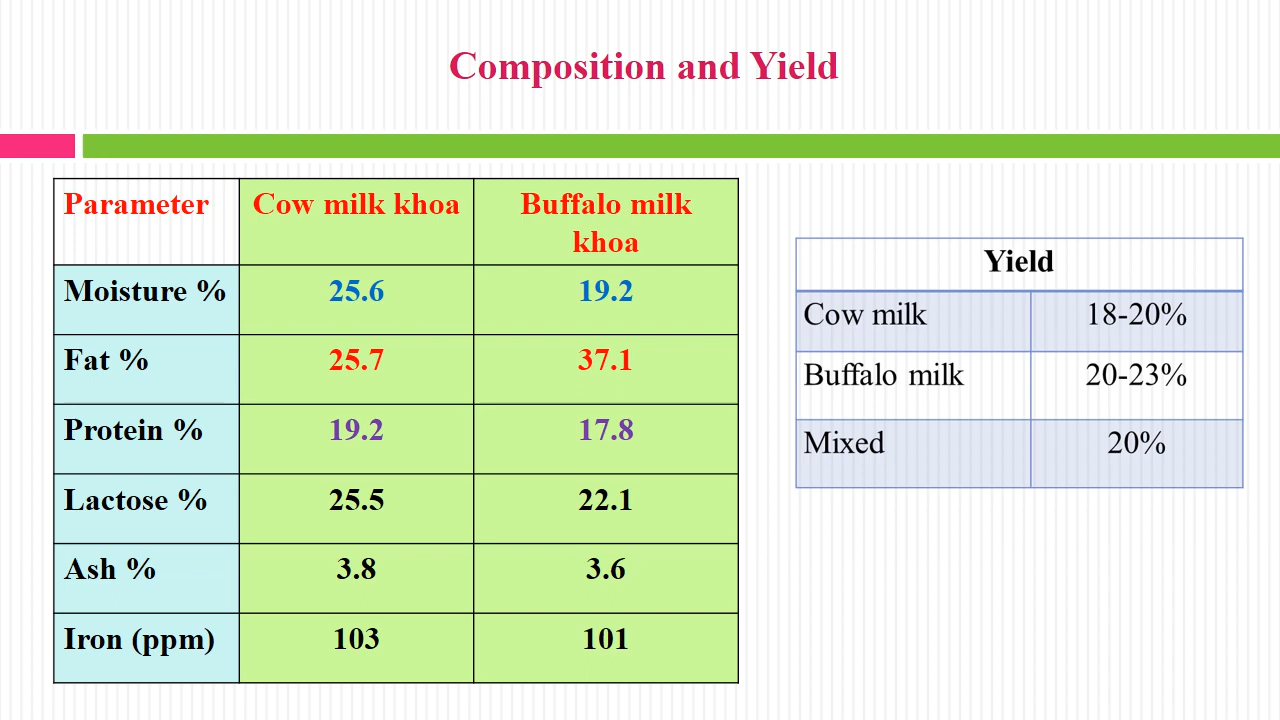 Composition and Yield
Parameter Cow milk khoa Buffalo milk
khoa
Moisture % 25.6 19.2
Fat % 25.7 37.1
Protein % 19.2 17.8
Lactose % 25.5 22.1
Ash % 3.8 3.6
Iron (ppm) 103 101
Yield
Cow milk 18-20%
Buffalo milk 20-23%
Mixed 20%